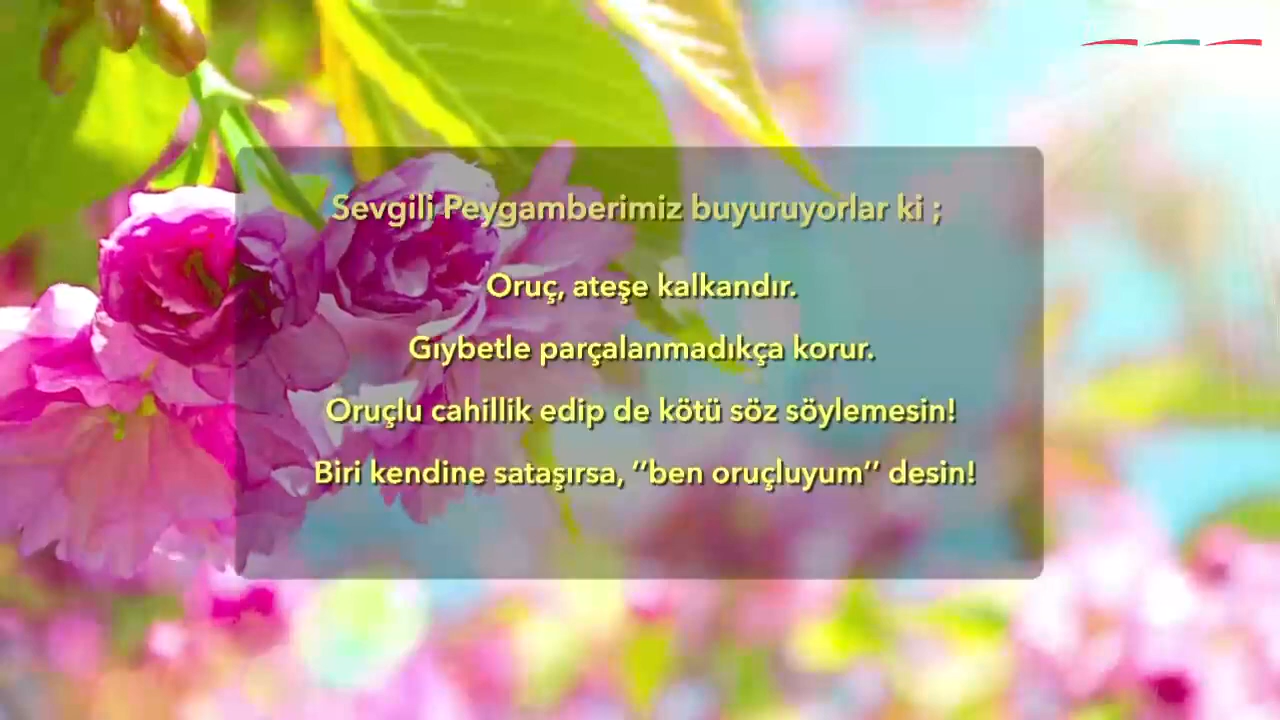 Sevgili Peygamberimiz buyuruyorlar ki ;
Oruç, ateşe kalkandır.
Gıybetle parçalanmadıkça korur.
Oruçlu cahillik edip de kötü söz söylemesin!
Biri kendine sataşırsa, ‘‘ben oruçluyum’’ desin!